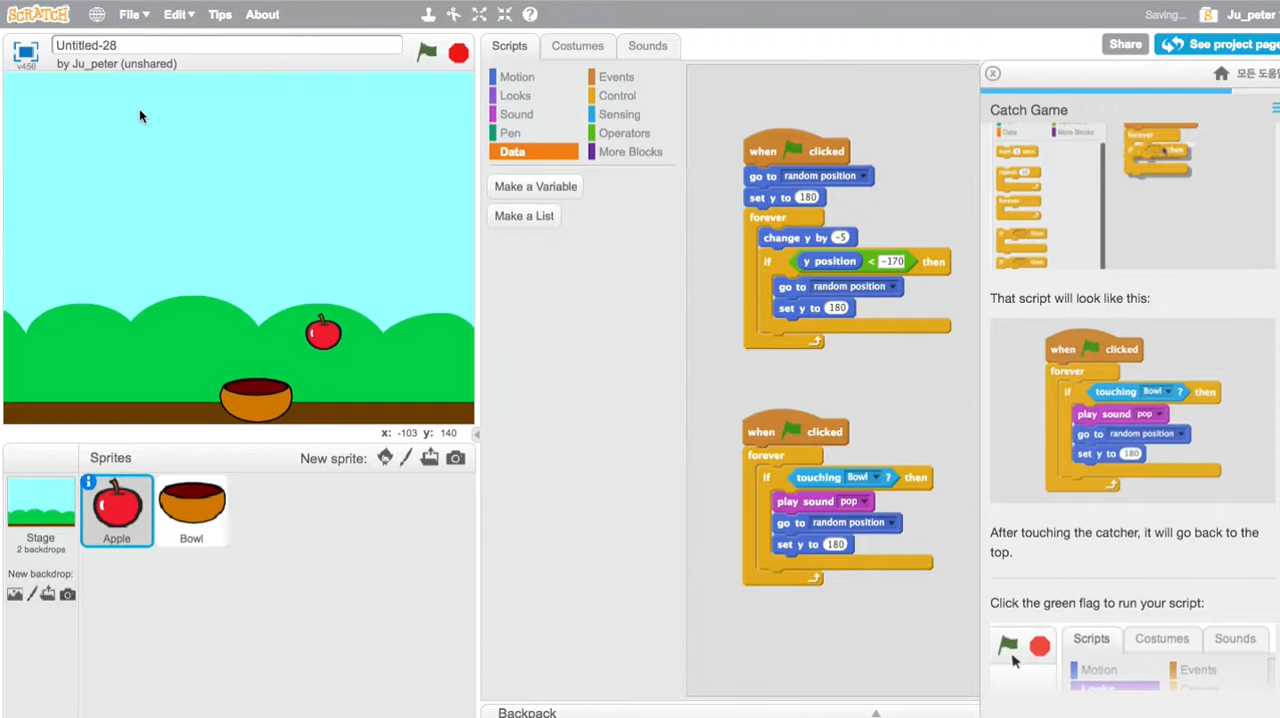 SCRATCH File Edit Tips About Saving... S Ju_peter
Untitled-28
v456 by Ju_peter (unshared)
Scripts Costumes Sounds
Share See project page
Motion Events
Looks Control
Sound Sensing
Pen Operators
Data More Blocks
Make a Variable
Make a List
when clicked
go to random position
set y to 180
forever
change y by -5
if y position < -170 then
go to random position
set y to 180
when clicked
forever
if touching Bowl ? then
play sound pop
go to random position
set y to 180
x: -103 y: 140
Sprites New sprite:
Stage
2 backdrops
New backdrop:
Apple
Bowl
Backpack
모든 도움말
Catch Game
Data More Blocks
forever
That script will look like this:
when clicked
forever
if touching Bowl ? then
play sound pop
go to random position
set y to 180
After touching the catcher, it will go back to the
top.
Click the green flag to run your script:
Scripts Costumes Sounds
Motion Events
Looks